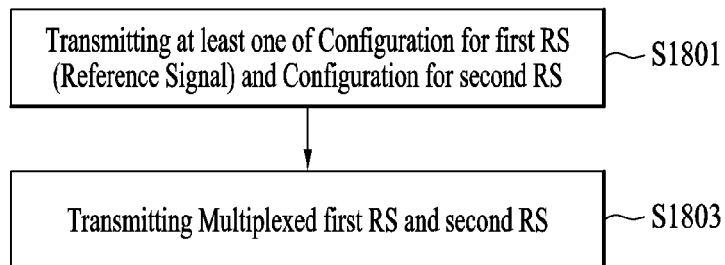 Transmitting at least one of Configuration for first RS
(Reference Signal) and Configuration for second RS
S1801
Transmitting Multiplexed first RS and second RS
S1803